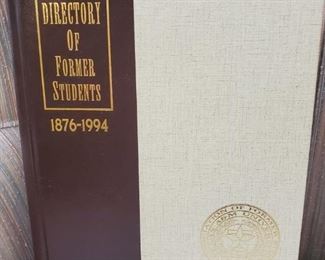 DIRECTORY
OF
FORMER
STUDENTS
1876-1994